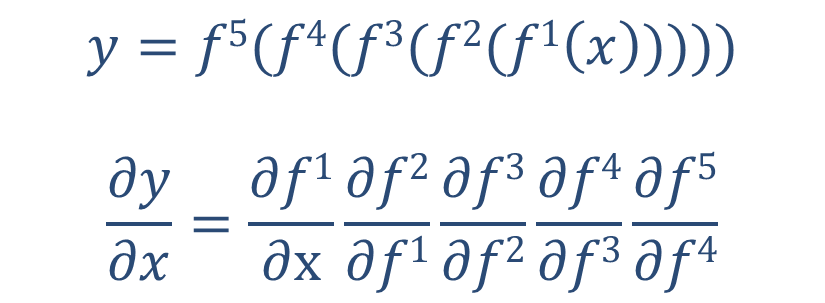 y = f⁵(f⁴(f³(f²(f¹(x)))))
∂y/∂x = ∂f¹/∂x ∂f²/∂f¹ ∂f³/∂f² ∂f⁴/∂f³ ∂f⁵/∂f⁴